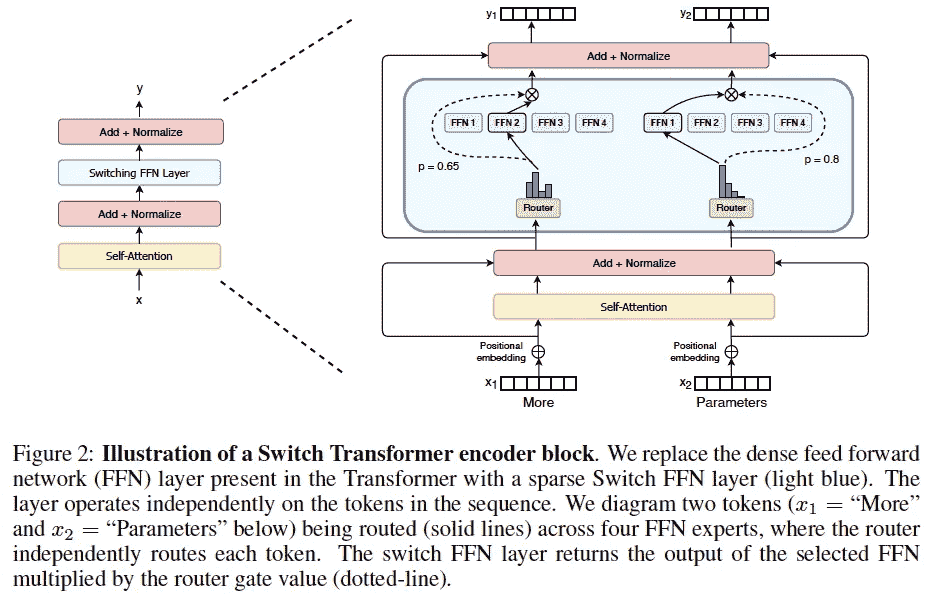 y
Add + Normalize
Switching FFN Layer
Add + Normalize
Self-Attention
x
y1 y2
Add + Normalize
FFN 1 FFN 2 FFN 3 FFN 4 FFN 1 FFN 2 FFN 3 FFN 4
p = 0.65 p = 0.8
Router Router
Add + Normalize
Self-Attention
Positional embedding Positional embedding
x1 x2
More Parameters
Figure 2: Illustration of a Switch Transformer encoder block. We replace the dense feed forward
network (FFN) layer present in the Transformer with a sparse Switch FFN layer (light blue). The
layer operates independently on the tokens in the sequence. We diagram two tokens (x1 = “More”
and x2 = “Parameters” below) being routed (solid lines) across four FFN experts, where the router
independently routes each token. The switch FFN layer returns the output of the selected FFN
multiplied by the router gate value (dotted-line).